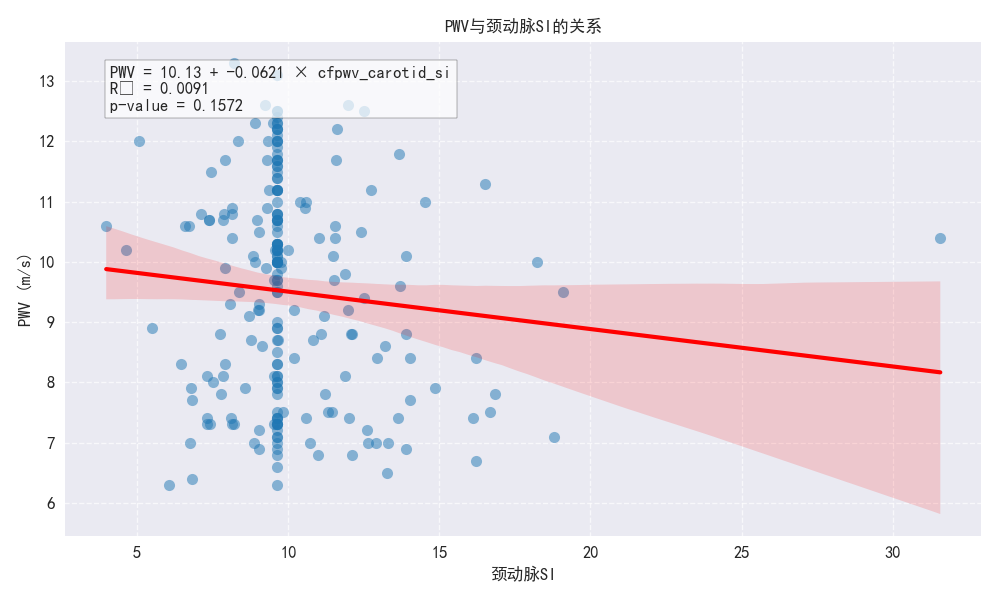 PWV与颈动脉SI的关系
PWV = 10.13 + -0.0621 × cfpwv_carotid_si
R□ = 0.0091
p-value = 0.1572
PWV (m/s)
13
12
11
10
9
8
7
6
5
10
15
20
25
30
颈动脉SI